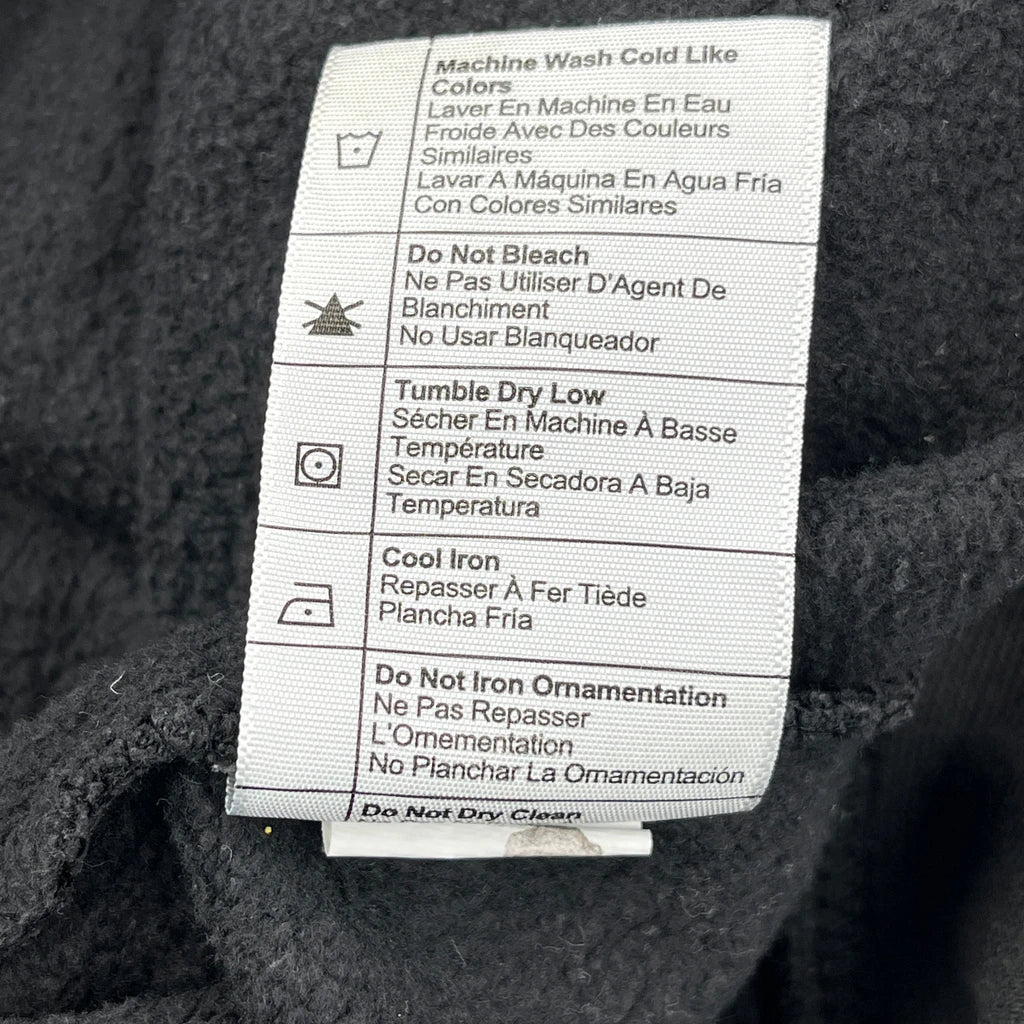 Machine Wash Cold Like
Colors
Laver En Machine En Eau
Froide Avec Des Couleurs
Similaires
Lavar A Máquina En Agua Fría
Con Colores Similares
Do Not Bleach
Ne Pas Utiliser D'Agent De
Blanchiment
No Usar Blanqueador
Tumble Dry Low
Sécher En Machine À Basse
Température
Secar En Secadora A Baja
Temperatura
Cool Iron
Repasser À Fer Tiède
Plancha Fría
Do Not Iron Ornamentation
Ne Pas Repasser
L'Ornementation
No Planchar La Ornamentación
Do Not Dry Clean